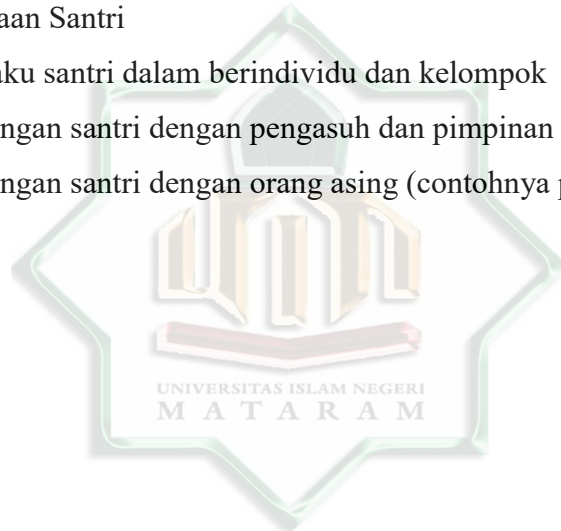 aan Santri
aku santri dalam berindividu dan kelompok
ngan santri dengan pengasuh dan pimpinan
ngan santri dengan orang asing (contohnya p
UNIVERSITAS ISLAM NEGERI
MATARAM